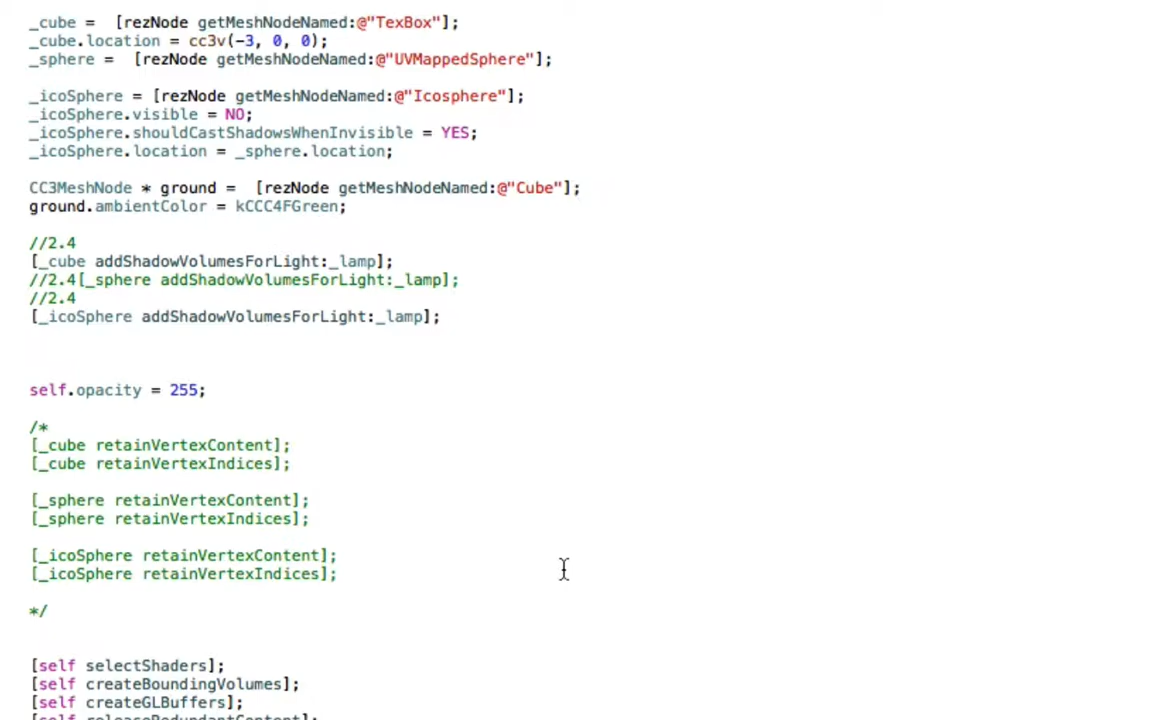 _cube =  [rezNode getMeshNodeNamed:@"TexBox"];
_cube.location = cc3v(-3, 0, 0);
_sphere =  [rezNode getMeshNodeNamed:@"UVMappedSphere"];
_icoSphere = [rezNode getMeshNodeNamed:@"Icosphere"];
_icoSphere.visible = NO;
_icoSphere.shouldCastShadowsWhenInvisible = YES;
_icoSphere.location = _sphere.location;
CC3MeshNode * ground =  [rezNode getMeshNodeNamed:@"Cube"];
ground.ambientColor = kCCC4FGreen;
//2.4
[_cube addShadowVolumesForLight:_lamp];
//2.4[_sphere addShadowVolumesForLight:_lamp];
//2.4
[_icoSphere addShadowVolumesForLight:_lamp];
self.opacity = 255;
/*
[_cube retainVertexContent];
[_cube retainVertexIndices];
[_sphere retainVertexContent];
[_sphere retainVertexIndices];
[_icoSphere retainVertexContent];
[_icoSphere retainVertexIndices];
*/
[self selectShaders];
[self createBoundingVolumes];
[self createGLBuffers];
[self releaseRedundantContent];